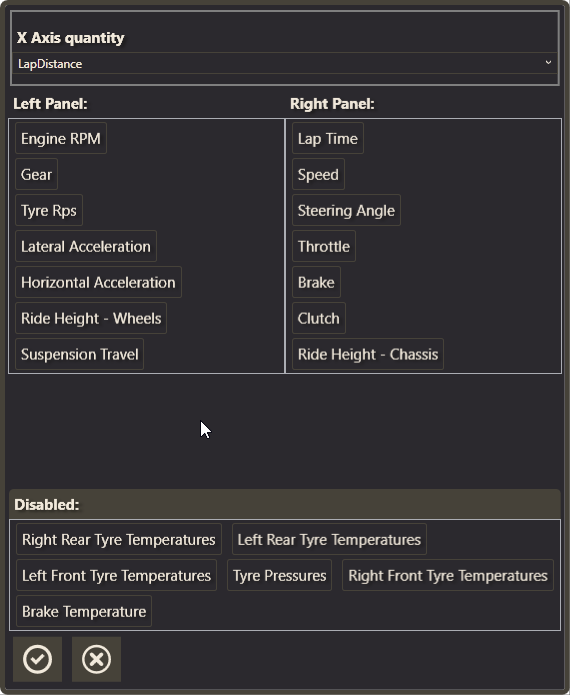 X Axis quantity
LapDistance
Left Panel: Right Panel:
Engine RPM Lap Time
Gear Speed
Tyre Rps Steering Angle
Lateral Acceleration Throttle
Horizontal Acceleration Brake
Ride Height - Wheels Clutch
Suspension Travel Ride Height - Chassis
Disabled:
Right Rear Tyre Temperatures Left Rear Tyre Temperatures
Left Front Tyre Temperatures Tyre Pressures Right Front Tyre Temperatures
Brake Temperature